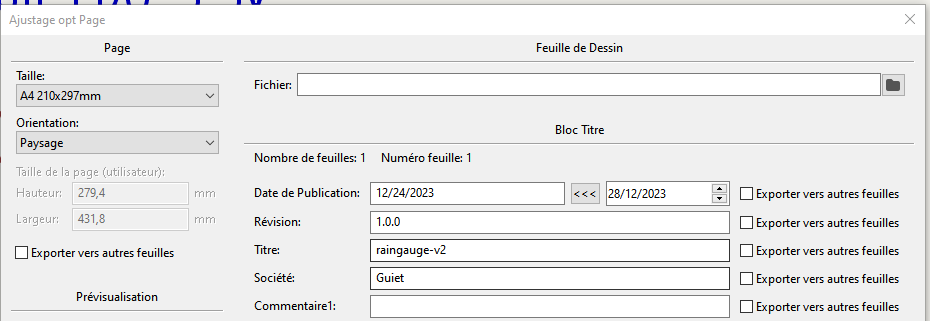 Ajustage opt Page
Page
Taille:
A4 210x297mm
Orientation:
Paysage
Taille de la page (utilisateur):
Hauteur: 279,4 mm
Largeur: 431,8 mm
Exporter vers autres feuilles
Prévisualisation
Feuille de Dessin
Fichier:
Bloc Titre
Nombre de feuilles: 1 Numéro feuille: 1
Date de Publication: 12/24/2023 <<< 28/12/2023 Exporter vers autres feuilles
Révision: 1.0.0 Exporter vers autres feuilles
Titre: raingauge-v2 Exporter vers autres feuilles
Société: Guiet Exporter vers autres feuilles
Commentaire1: Exporter vers autres feuilles